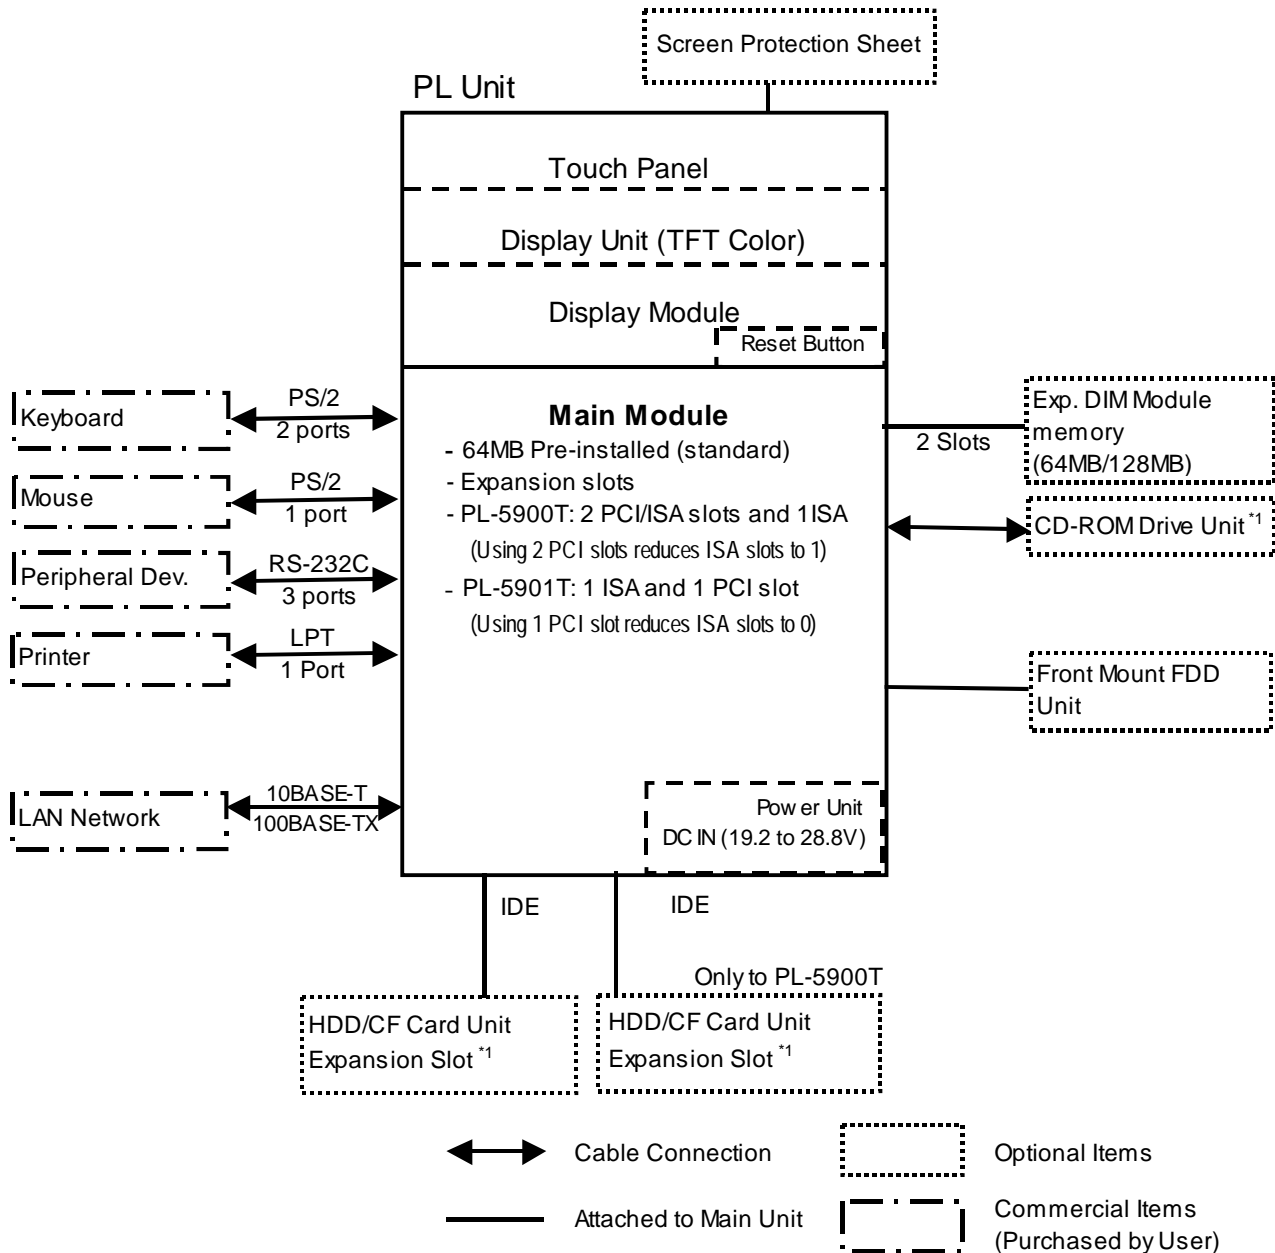 Screen Protection Sheet
PL Unit
Touch Panel
Display Unit (TFT Color)
Display Module
Reset Button
Keyboard
PS/2
2 ports
Mouse
PS/2
1 port
Peripheral Dev.
RS-232C
3 ports
Printer
LPT
1 Port
LAN Network
10BASE-T
100BASE-TX
Main Module
- 64MB Pre-installed (standard)
- Expansion slots
- PL-5900T: 2 PCI/ISA slots and 1ISA
(Using 2 PCI slots reduces ISA slots to 1)
- PL-5901T: 1 ISA and 1 PCI slot
(Using 1 PCI slot reduces ISA slots to 0)
2 Slots
Exp. DIM Module
memory
(64MB/128MB)
CD-ROM Drive Unit *1
Front Mount FDD
Unit
Power Unit
DC IN (19.2 to 28.8V)
IDE
IDE
Only to PL-5900T
HDD/CF Card Unit
Expansion Slot *1
HDD/CF Card Unit
Expansion Slot *1
Cable Connection
Optional Items
Attached to Main Unit
Commercial Items
(Purchased by User)